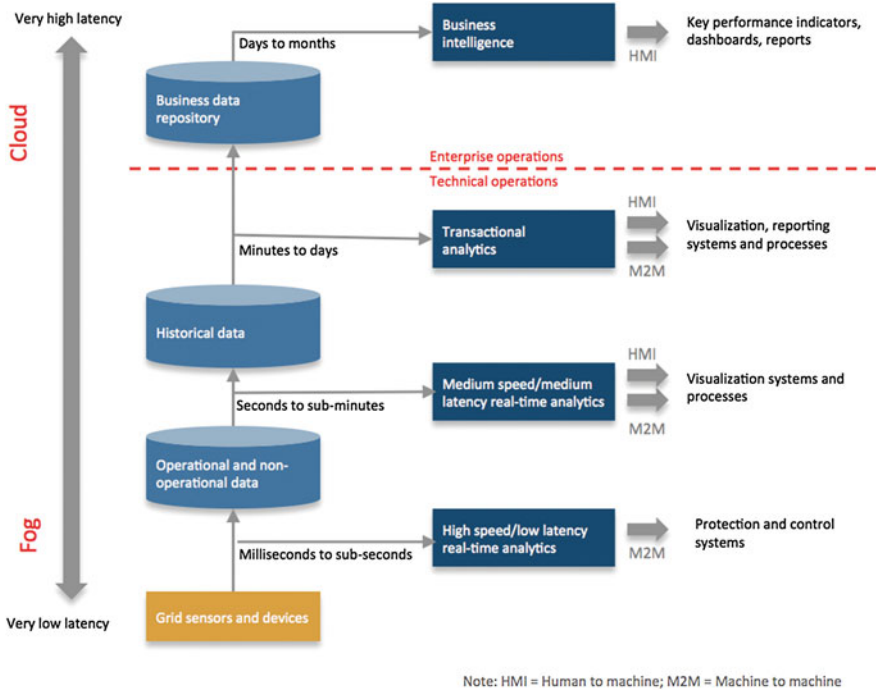 Very high latency
Cloud
Fog
Very low latency
Days to months
Business
intelligence
HMI
Key performance indicators,
dashboards, reports
Business data
repository
Enterprise operations
Technical operations
Minutes to days
Transactional
analytics
HMI
M2M
Visualization, reporting
systems and processes
Historical data
Seconds to sub-minutes
Medium speed/medium
latency real-time analytics
HMI
M2M
Visualization systems and
processes
Operational and non-
operational data
Milliseconds to sub-seconds
High speed/low latency
real-time analytics
M2M
Protection and control
systems
Grid sensors and devices
Note: HMI = Human to machine; M2M = Machine to machine